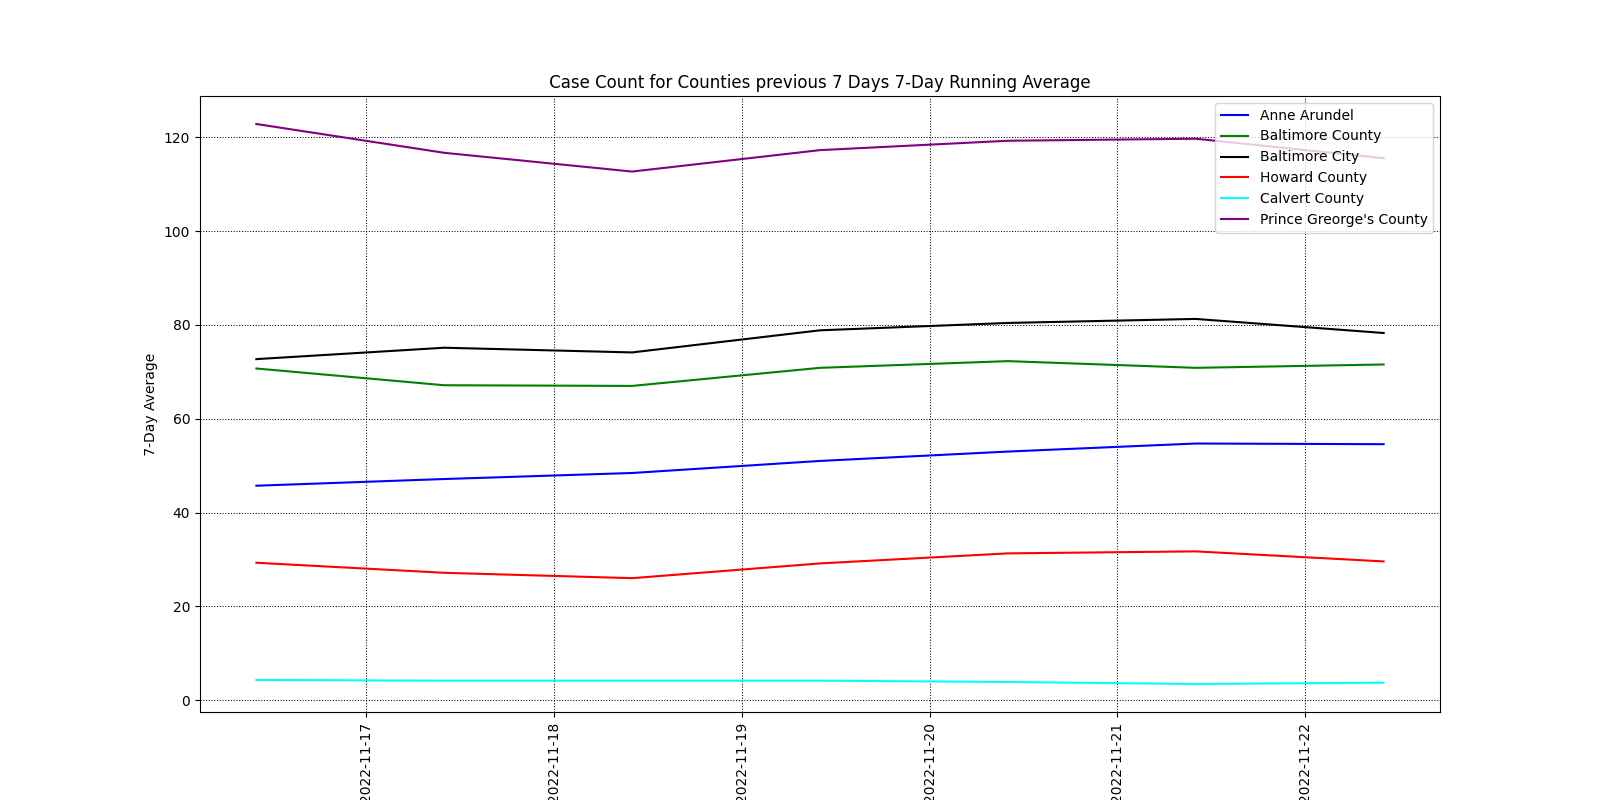 Case Count for Counties previous 7 Days 7-Day Running Average
Anne Arundel
Baltimore County
Baltimore City
Howard County
Calvert County
Prince Greorge's County
7-Day Average
120
100
80
60
40
20
0
2022-11-17
2022-11-18
2022-11-19
2022-11-20
2022-11-21
2022-11-22